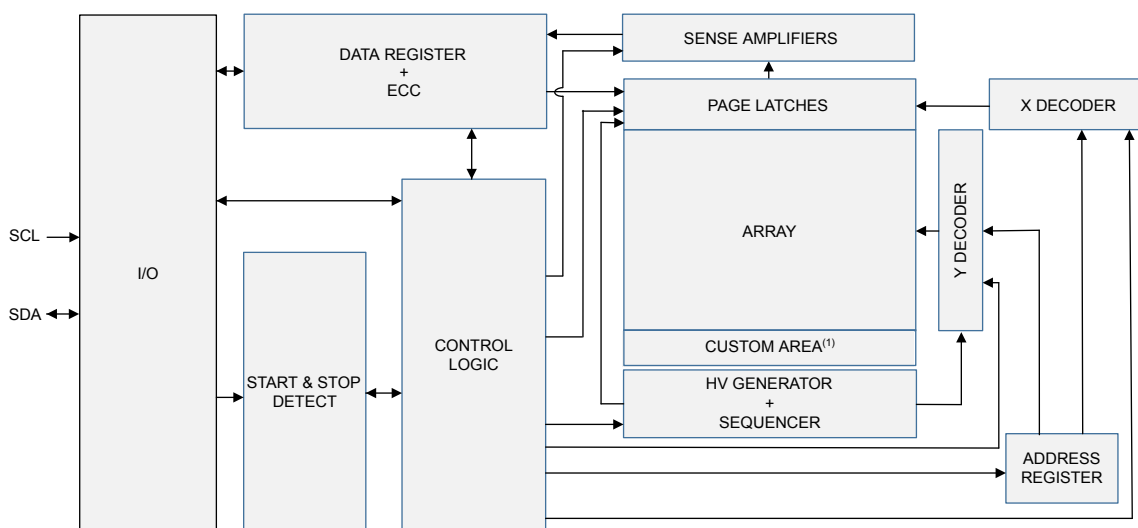 SCL
SDA
I/O
DATA REGISTER
+
ECC
START & STOP
DETECT
CONTROL
LOGIC
SENSE AMPLIFIERS
PAGE LATCHES
ARRAY
CUSTOM AREA(1)
HV GENERATOR
+
SEQUENCER
Y DECODER
X DECODER
ADDRESS
REGISTER